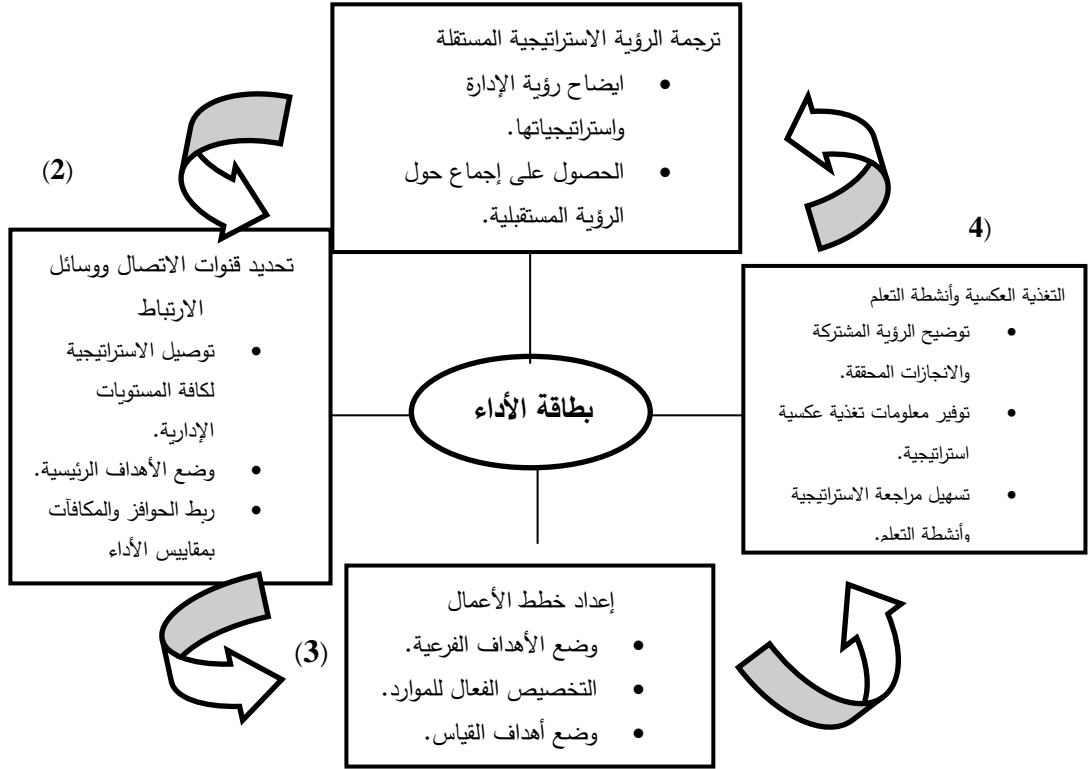 ترجمة الرؤية الاستراتيجية المستقلة
• ايضاح رؤية الإدارة
واستراتيجياتها.
• الحصول على إجماع حول
الرؤية المستقبلية.
(2)
تحديد قنوات الاتصال ووسائل
الارتباط
• توصيل الاستراتيجية
لكافة المستويات
الإدارية.
• وضع الأهداف الرئيسية.
• ربط الحوافز والمكافآت
بمقاييس الأداء
بطاقة الأداء
(3)
إعداد خطط الأعمال
• وضع الأهداف الفرعية.
• التخصيص الفعال للموارد.
• وضع أهداف القياس.
4)
التغذية العكسية وأنشطة التعلم
• توضيح الرؤية المشتركة
والانجازات المحققة.
• توفير معلومات تغذية عكسية
استراتيجية.
• تسهيل مراجعة الاستراتيجية
وأنشطة التعلم.